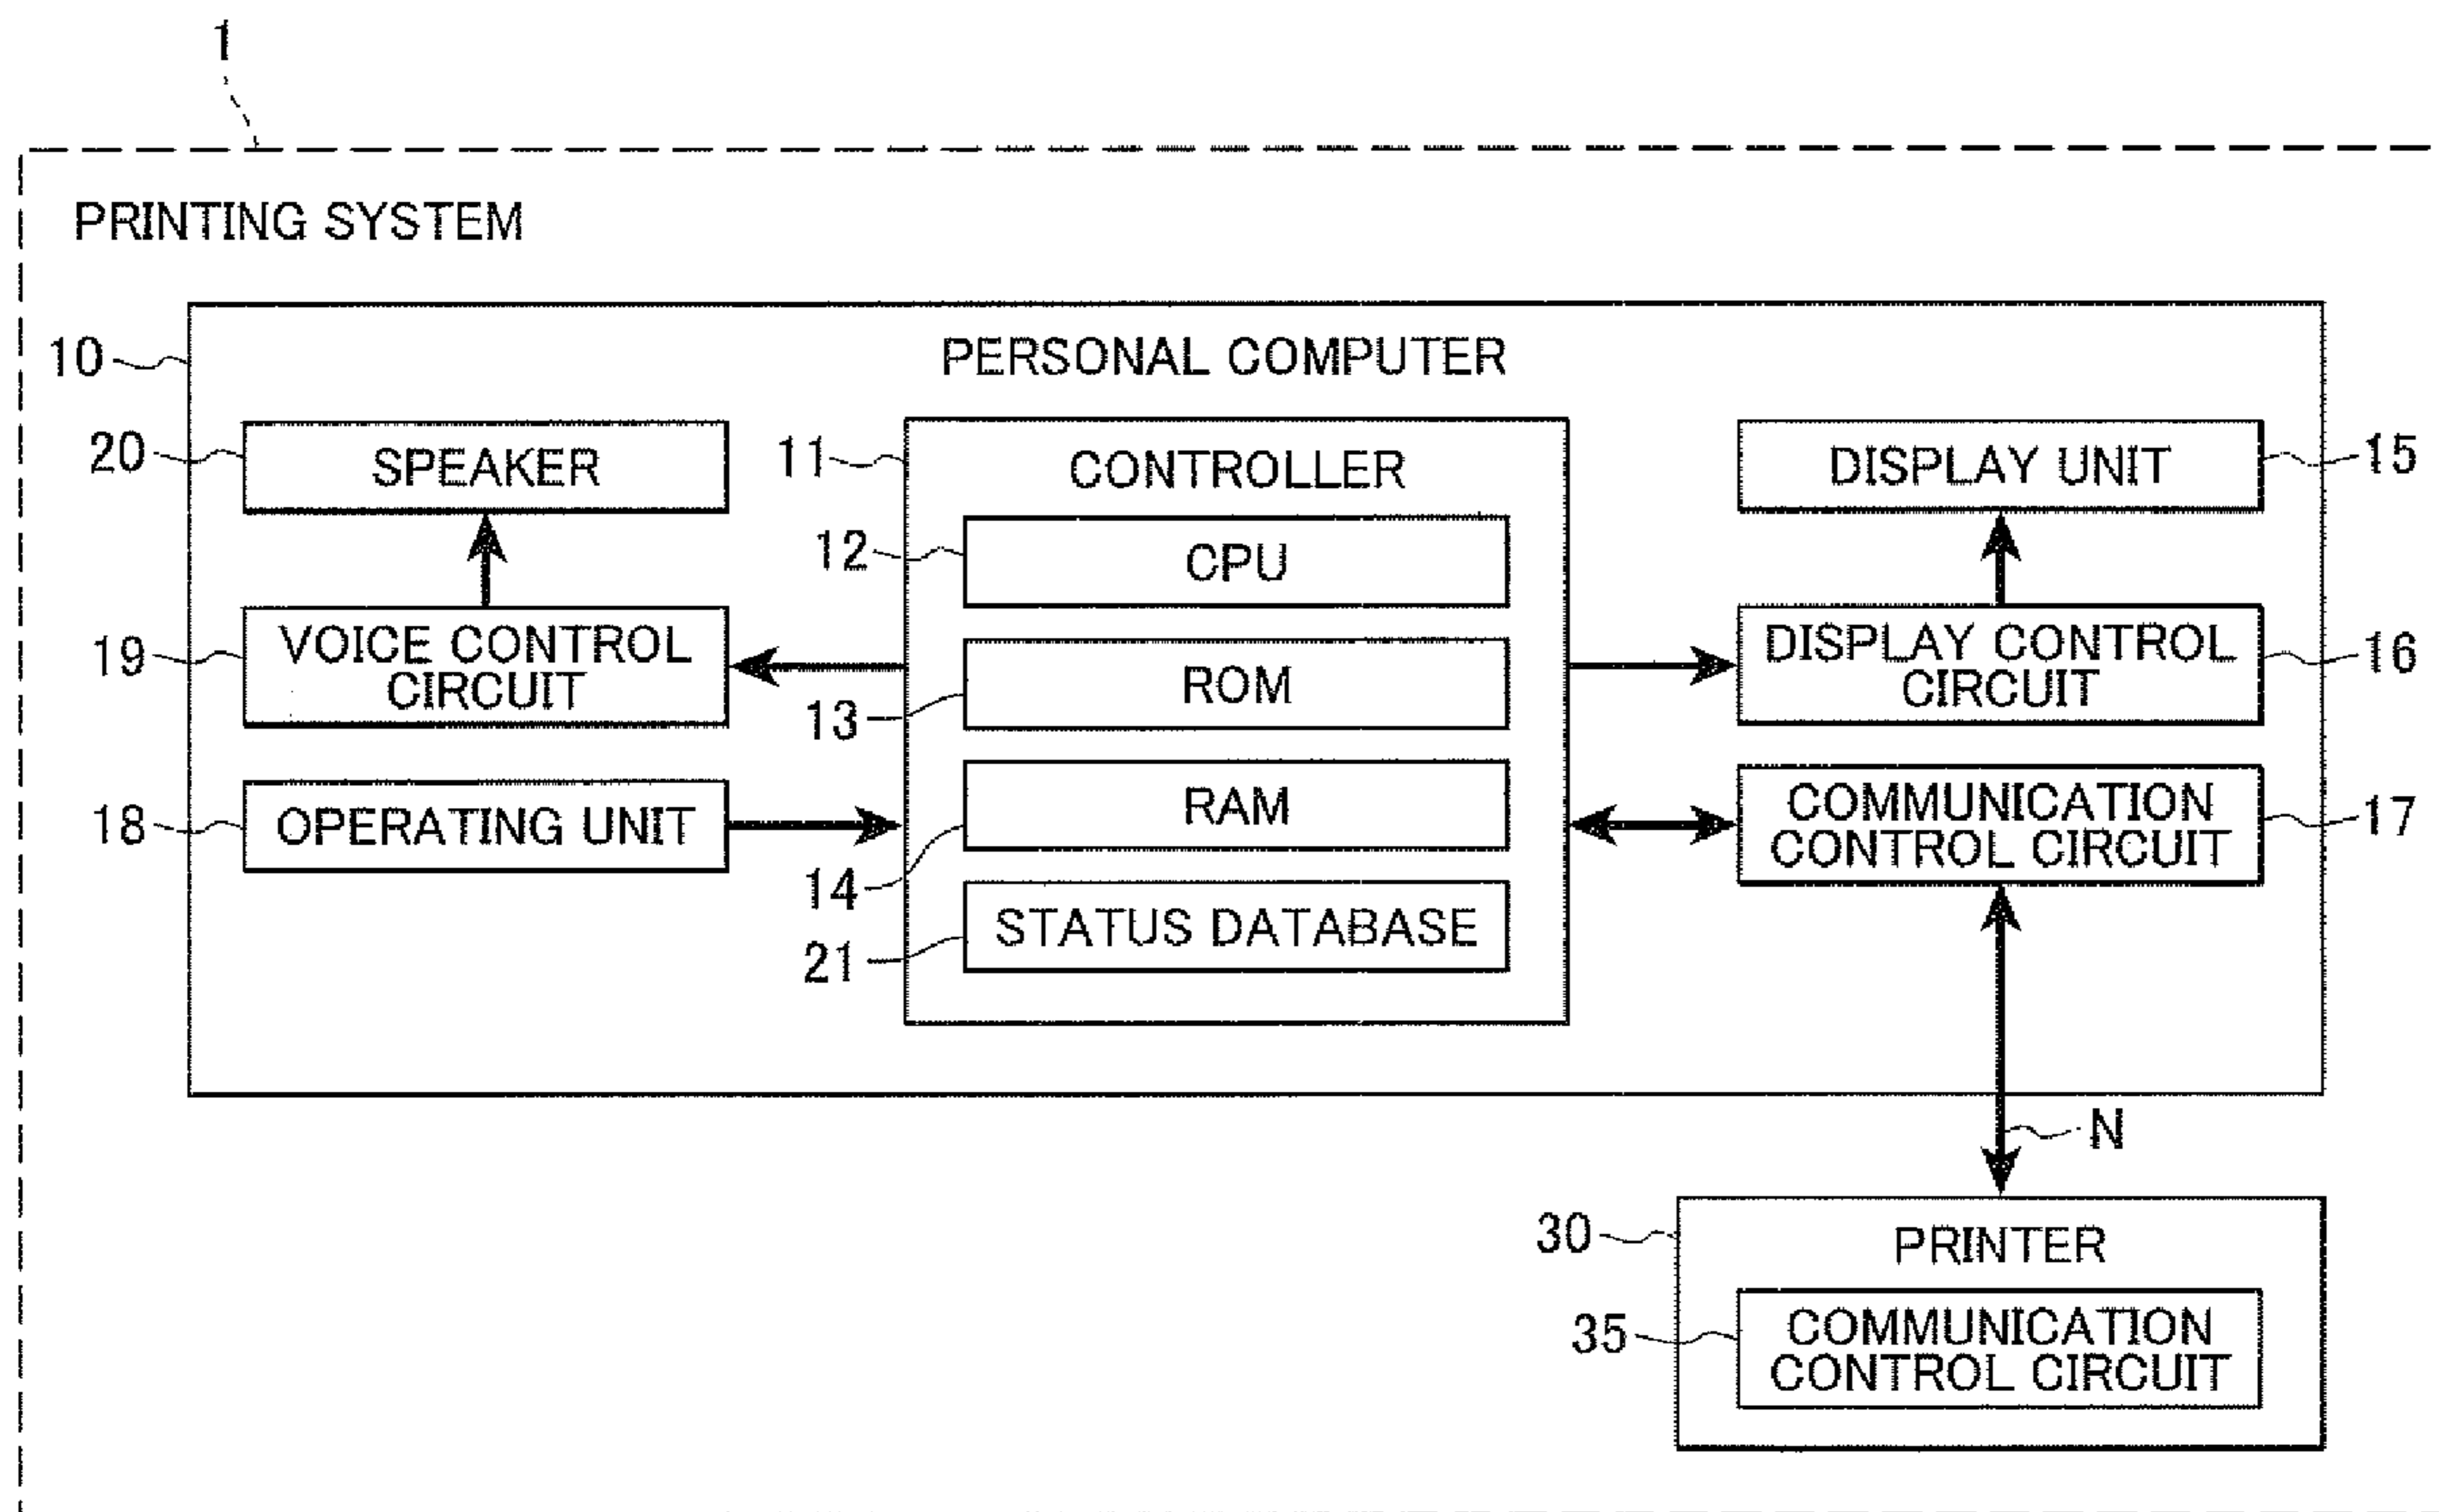 1
PRINTING SYSTEM
10
PERSONAL COMPUTER
20
SPEAKER
11
CONTROLLER
DISPLAY UNIT
15
12
CPU
19
VOICE CONTROL
CIRCUIT
13
ROM
DISPLAY CONTROL
CIRCUIT
16
18
OPERATING UNIT
14
RAM
COMMUNICATION
CONTROL CIRCUIT
17
21
STATUS DATABASE
N
30
PRINTER
35
COMMUNICATION
CONTROL CIRCUIT